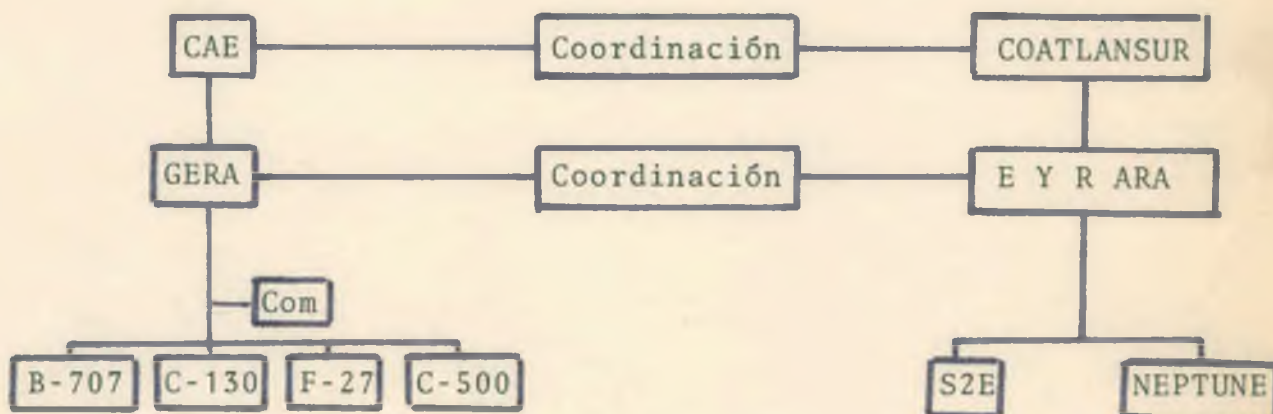 CAE Coordinación COATLANSUR
GERA Coordinación E Y R ARA
Com
B-707 C-130 F-27 C-500 S2E NEPTUNE